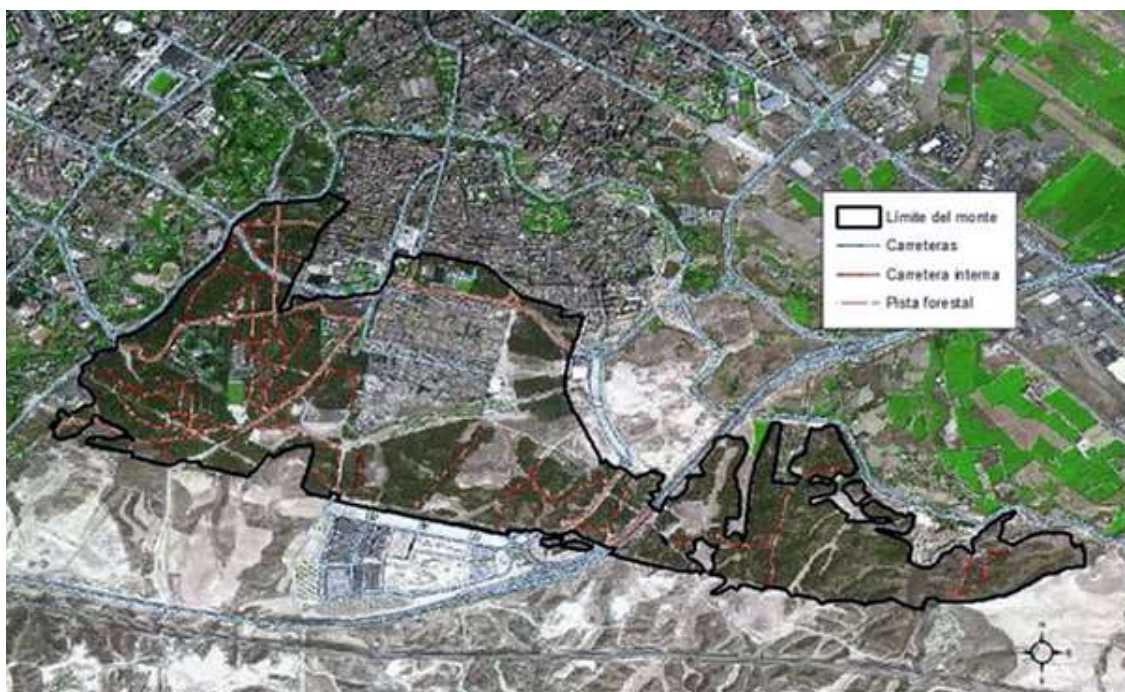 Límite del monte
Carreteras
Carretera interna
Pista forestal